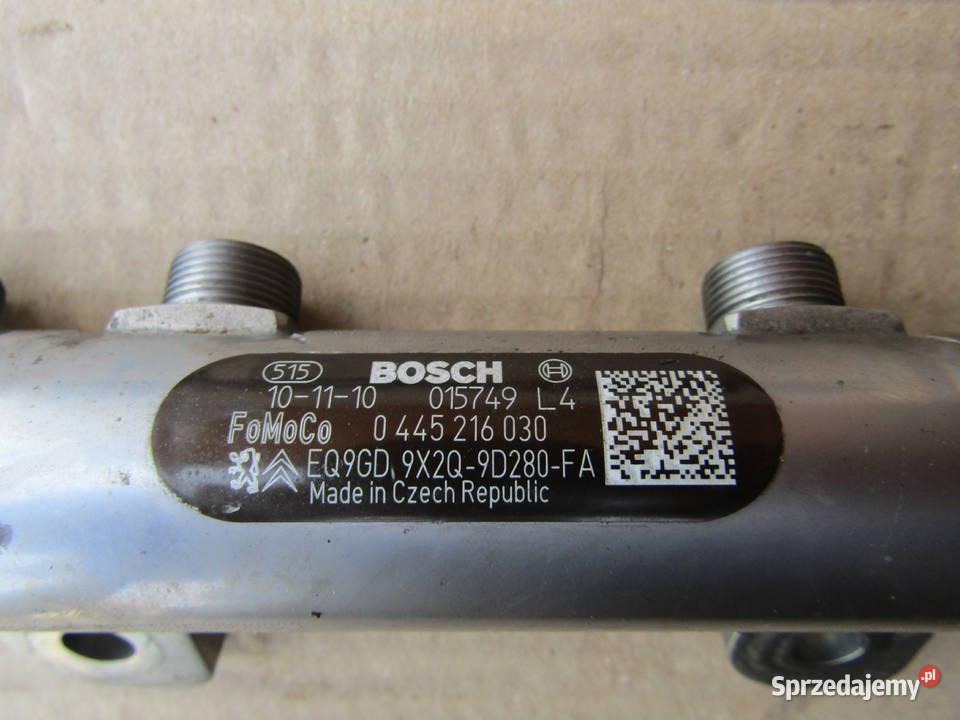 515 BOSCH
10-11-10 015749 L4
FoMoCo 0 445 216 030
EQ9GD 9X2Q-9D280-FA
Made in Czech Republic
Sprzedajemy.pl